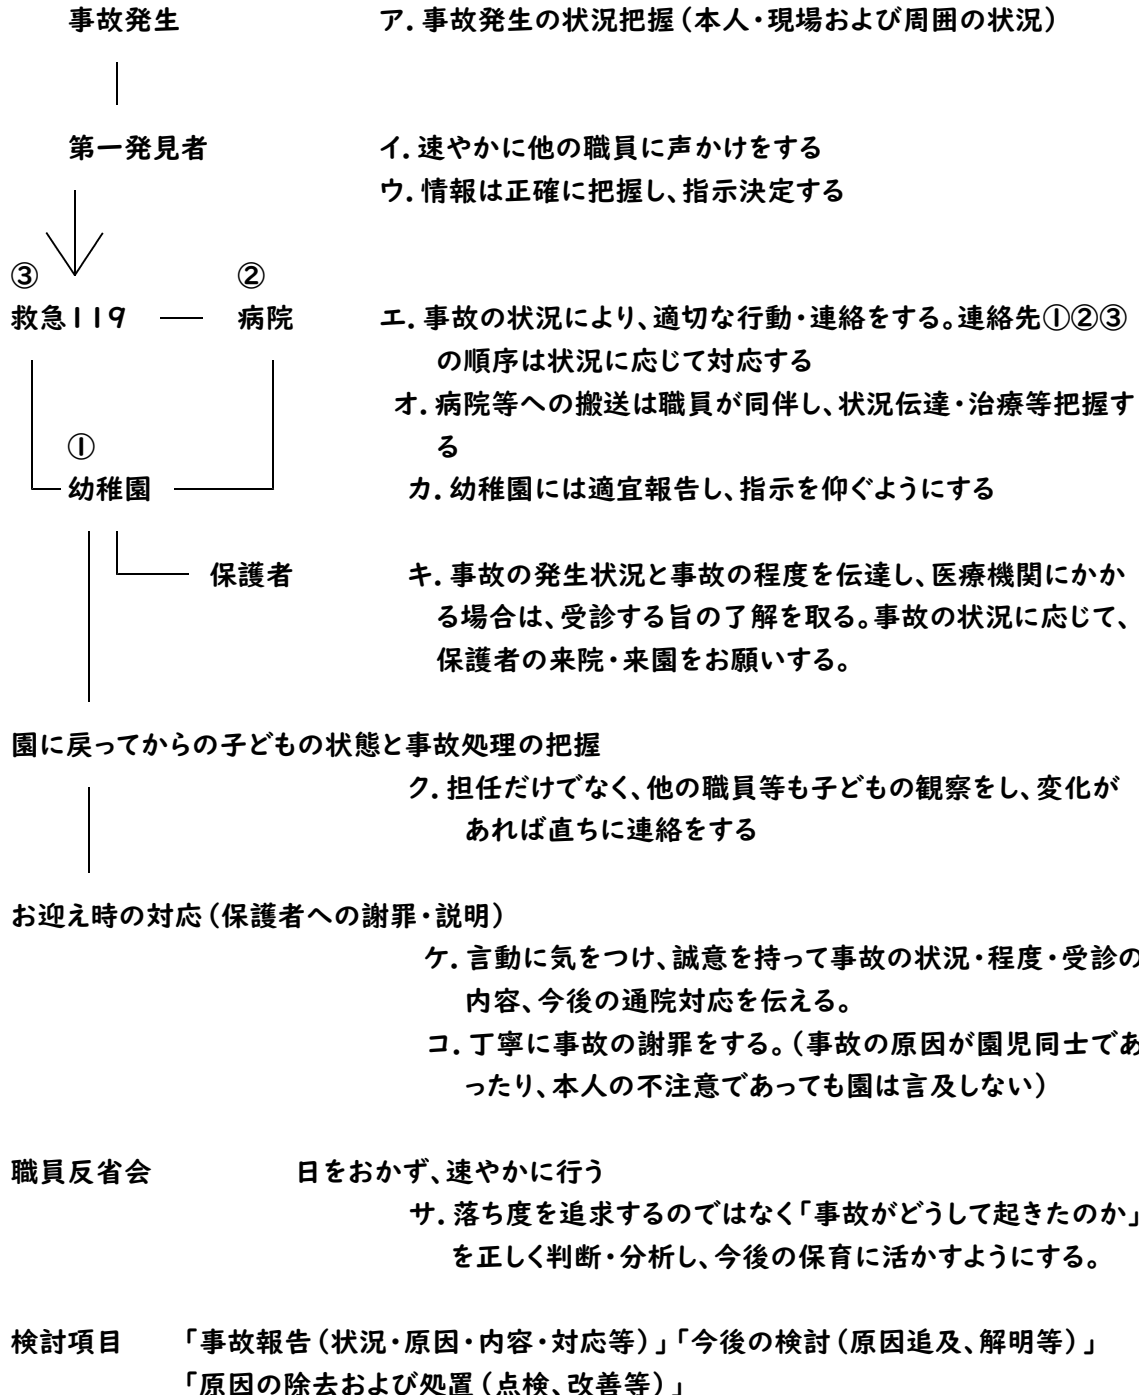 事故発生　ア．事故発生の状況把握（本人・現場および周囲の状況）
第一発見者　イ．速やかに他の職員に声かけをする
ウ．情報は正確に把握し、指示決定する
③　②
救急１１９　病院　エ．事故の状況により、適切な行動・連絡をする。連絡先①②③
の順序は状況に応じて対応する
オ．病院等への搬送は職員が同伴し、状況伝達・治療等把握す
①　る
幼稚園　カ．幼稚園には適宜報告し、指示を仰ぐようにする
保護者　キ．事故の発生状況と事故の程度を伝達し、医療機関にかか
る場合は、受診する旨の了解を取る。事故の状況に応じて、
保護者の来院・来園をお願いする。
園に戻ってからの子どもの状態と事故処理の把握
ク．担任だけでなく、他の職員等も子どもの観察をし、変化が
あれば直ちに連絡をする
お迎え時の対応（保護者への謝罪・説明）
ケ．言動に気をつけ、誠意を持って事故の状況・程度・受診の
内容、今後の通院対応を伝える。
コ．丁寧に事故の謝罪をする。（事故の原因が園児同士であ
ったり、本人の不注意であっても園は言及しない）
職員反省会　日をおかず、速やかに行う
サ．落ち度を追求するのではなく「事故がどうして起きたのか」
を正しく判断・分析し、今後の保育に活かすようにする。
検討項目　「事故報告（状況・原因・内容・対応等）」「今後の検討（原因追及、解明等）」
「原因の除去および処置（点検、改善等）」